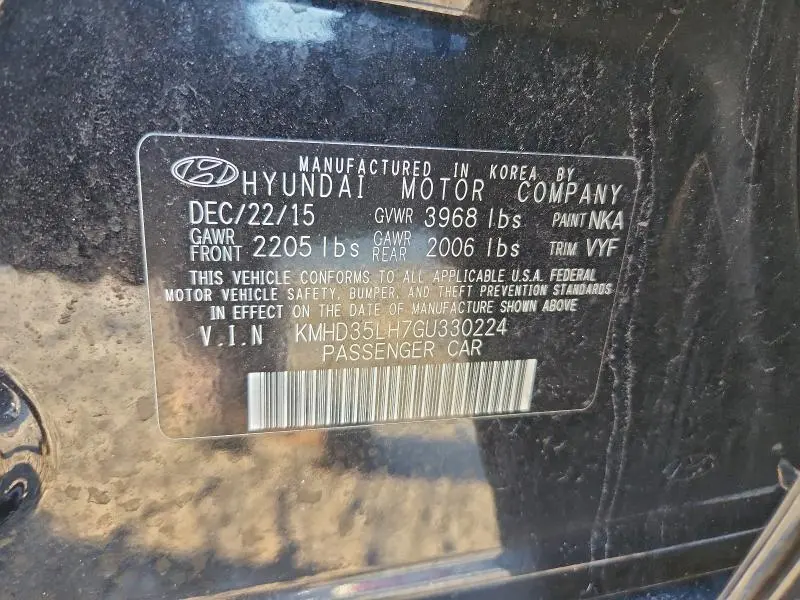 MANUFACTURED IN KOREA BY
HYUNDAI MOTOR COMPANY
DEC/22/15 GVWR 3968 lbs PAINT NKA
GAWR FRONT 2205 lbs GAWR REAR 2006 lbs TRIM VYF
THIS VEHICLE CONFORMS TO ALL APPLICABLE U.S.A. FEDERAL
MOTOR VEHICLE SAFETY, BUMPER, AND THEFT PREVENTION STANDARDS
IN EFFECT ON THE DATE OF MANUFACTURE SHOWN ABOVE
V.I.N KMHD35LH7GU330224
PASSENGER CAR